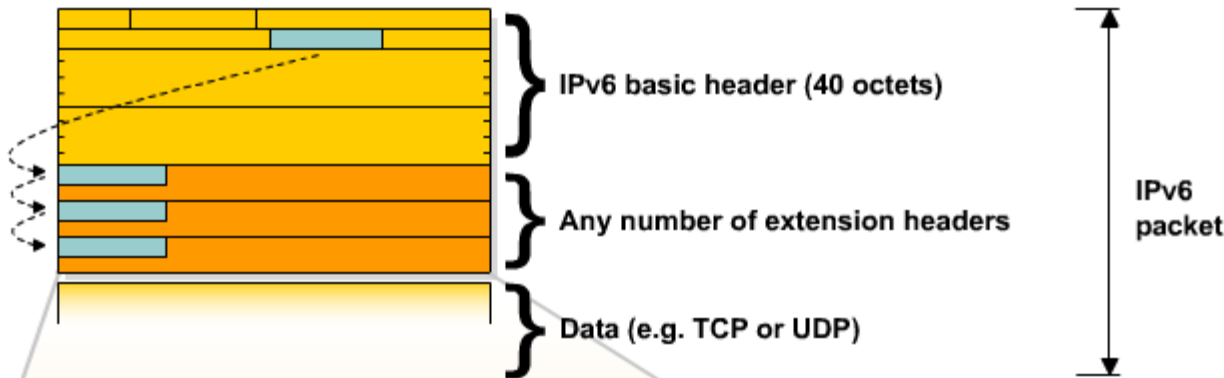 IPv6 basic header (40 octets)
Any number of extension headers
IPv6
packet
Data (e.g. TCP or UDP)